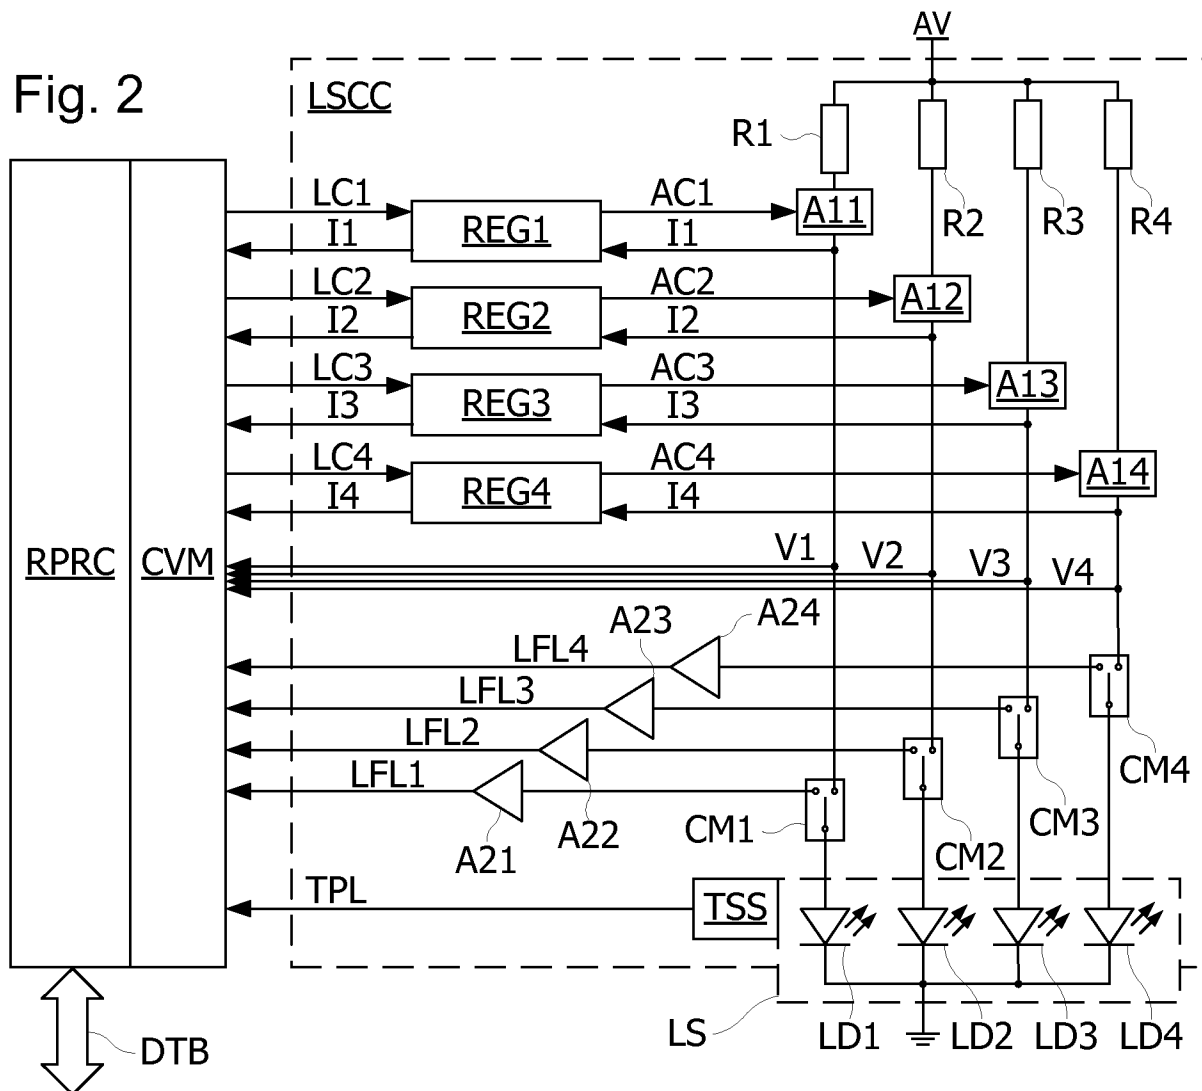 AV
Fig. 2
LSCC
R1
R2
R3
R4
LC1
AC1
A11
REG1
I1
I1
LC2
AC2
A12
REG2
I2
I2
LC3
AC3
A13
REG3
I3
I3
LC4
AC4
A14
REG4
I4
I4
RPRC
CVM
V1
V2
V3
V4
A23
A24
LFL4
LFL3
LFL2
LFL1
CM4
CM3
CM1
CM2
A21
A22
TPL
TSS
LS
LD1
LD2
LD3
LD4
DTB